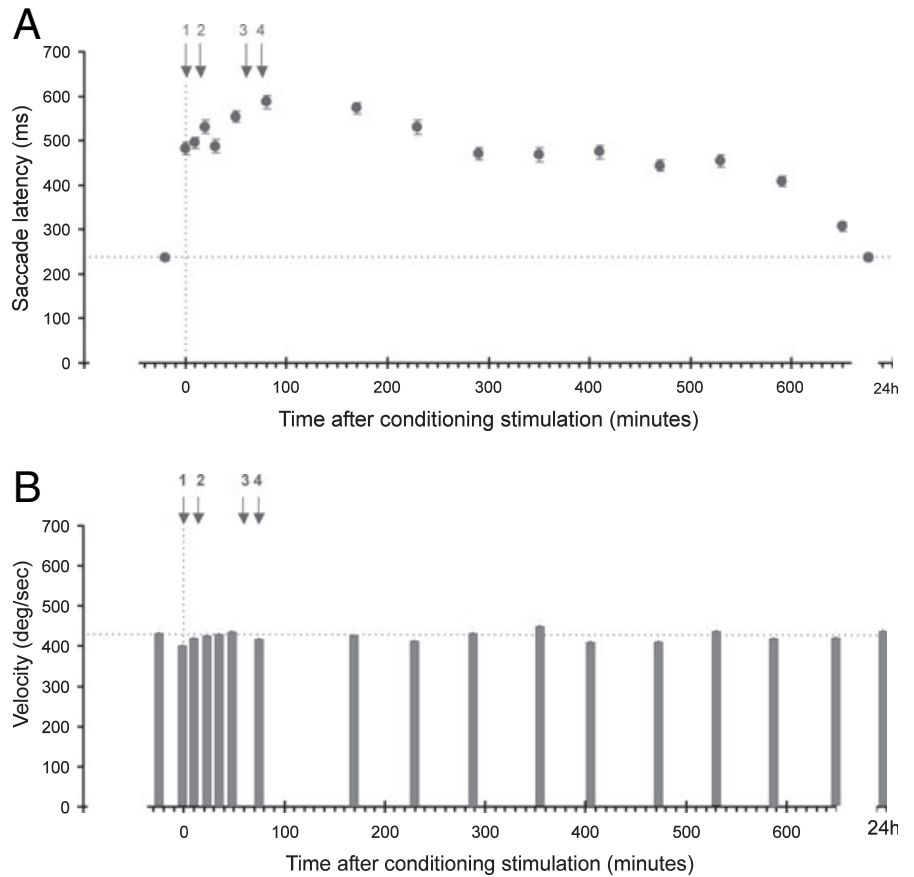 A
1 2 3 4
700
600
500
400
300
200
100
0
Saccade latency (ms)
0 100 200 300 400 500 600 24h
Time after conditioning stimulation (minutes)
B
1 2 3 4
700
600
500
400
300
200
100
0
Velocity (deg/sec)
0 100 200 300 400 500 600 24h
Time after conditioning stimulation (minutes)